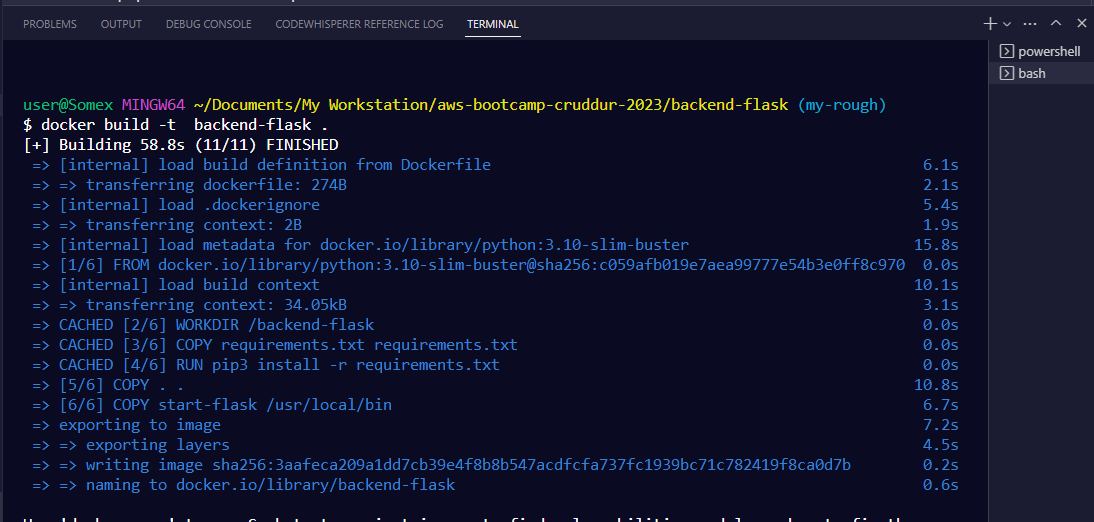 PROBLEMS OUTPUT DEBUG CONSOLE CODEWHISPERER REFERENCE LOG TERMINAL
powershell
bash
user@Somex MINGW64 ~/Documents/My Workstation/aws-bootcamp-cruddur-2023/backend-flask (my-rough)
$ docker build -t  backend-flask .
[+] Building 58.8s (11/11) FINISHED
=> [internal] load build definition from Dockerfile 6.1s
=> => transferring dockerfile: 274B 2.1s
=> [internal] load .dockerignore 5.4s
=> => transferring context: 2B 1.9s
=> [internal] load metadata for docker.io/library/python:3.10-slim-buster 15.8s
=> [1/6] FROM docker.io/library/python:3.10-slim-buster@sha256:c059afb019e7aea99777e54b3e0ff8c970 0.0s
=> [internal] load build context 10.1s
=> => transferring context: 34.05kB 3.1s
=> CACHED [2/6] WORKDIR /backend-flask 0.0s
=> CACHED [3/6] COPY requirements.txt requirements.txt 0.0s
=> CACHED [4/6] RUN pip3 install -r requirements.txt 0.0s
=> [5/6] COPY . . 10.8s
=> [6/6] COPY start-flask /usr/local/bin 6.7s
=> exporting to image 7.2s
=> => exporting layers 4.5s
=> => writing image sha256:3aafeca209a1dd7cb39e4f8b8b547acdfcfa737fc1939bc71c782419f8ca0d7b 0.2s
=> => naming to docker.io/library/backend-flask 0.6s